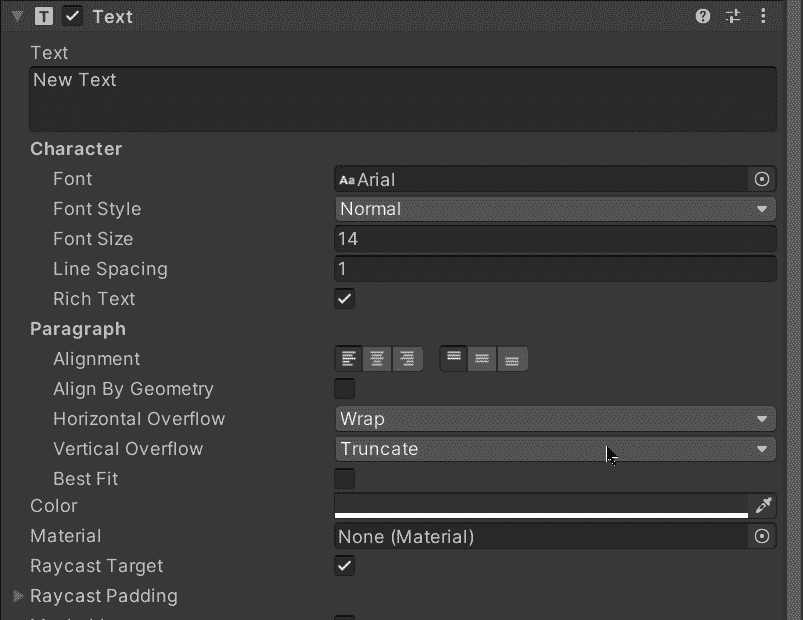 Text
Text
New Text
Character
Font Aa Arial
Font Style Normal
Font Size 14
Line Spacing 1
Rich Text
Paragraph
Alignment
Align By Geometry
Horizontal Overflow Wrap
Vertical Overflow Truncate
Best Fit
Color
Material None (Material)
Raycast Target
Raycast Padding